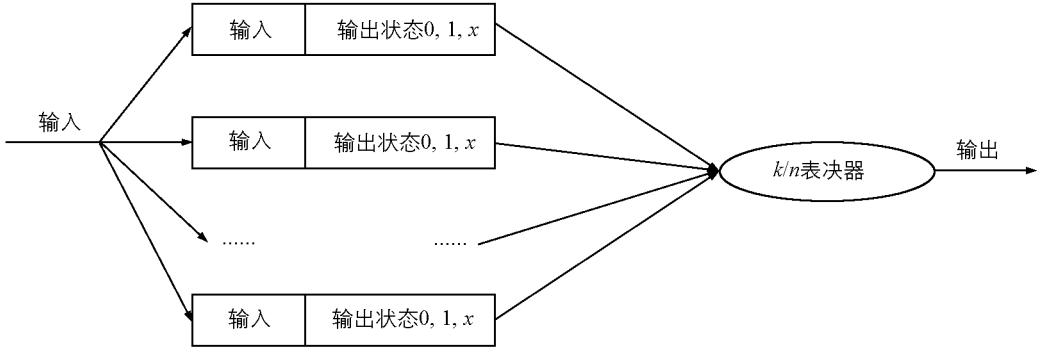 输入 输出状态0, 1, x
输入
输入 输出状态0, 1, x
k/n表决器
输出
...... ......
输入 输出状态0, 1, x